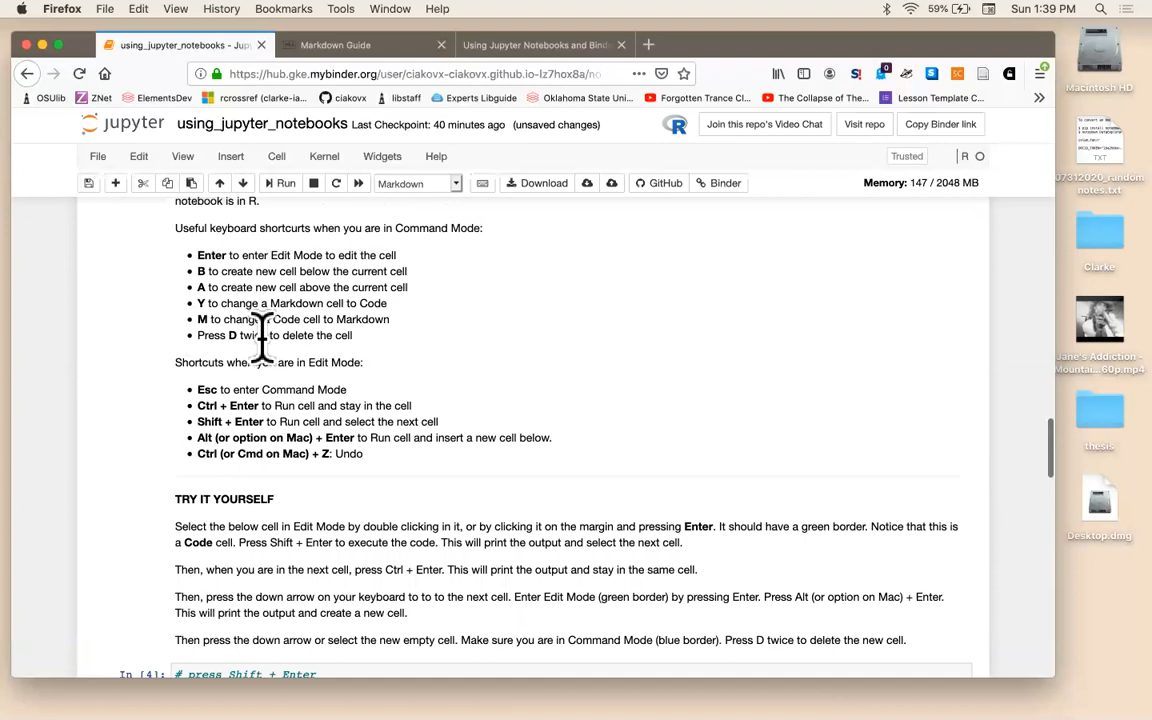 Firefox File Edit View History Bookmarks Tools Window Help 59% Sun 1:39 PM
using_jupyter_notebooks - Jup Markdown Guide Using Jupyter Notebooks and Bind
https://hub.gke.mybinder.org/user/ciakovx-ciakovx.github.io-lz7hox8a/no
OSUlib ZNet ElementsDev rcrossref (clarke-ia... ciakovx libstaff Experts Libguide Oklahoma State Uni... Forgotten Trance Cl... The Collapse of The... Lesson Template C...
jupyter using_jupyter_notebooks Last Checkpoint: 40 minutes ago (unsaved changes) Join this repo's Video Chat Visit repo Copy Binder link
File Edit View Insert Cell Kernel Widgets Help Trusted R
Run Markdown Download GitHub Binder Memory: 147 / 2048 MB
notebook is in R.
Useful keyboard shortcurts when you are in Command Mode:
Enter to enter Edit Mode to edit the cell
B to create new cell below the current cell
A to create new cell above the current cell
Y to change a Markdown cell to Code
M to change Code cell to Markdown
Press D to delete the cell
Shortcuts when are in Edit Mode:
Esc to enter Command Mode
Ctrl + Enter to Run cell and stay in the cell
Shift + Enter to Run cell and select the next cell
Alt (or option on Mac) + Enter to Run cell and insert a new cell below.
Ctrl (or Cmd on Mac) + Z: Undo
TRY IT YOURSELF
Select the below cell in Edit Mode by double clicking in it, or by clicking it on the margin and pressing Enter. It should have a green border. Notice that this is
a Code cell. Press Shift + Enter to execute the code. This will print the output and select the next cell.
Then, when you are in the next cell, press Ctrl + Enter. This will print the output and stay in the same cell.
Then, press the down arrow on your keyboard to to to the next cell. Enter Edit Mode (green border) by pressing Enter. Press Alt (or option on Mac) + Enter.
This will print the output and create a new cell.
Then press the down arrow or select the new empty cell. Make sure you are in Command Mode (blue border). Press D twice to delete the new cell.
In [4]: # press Shift + Enter
Macintosh HD
TXT
07312020_random
notes.txt
Clarke
Jane's Addiction -
Mountai...60p.mp4
thesis
Desktop.dmg